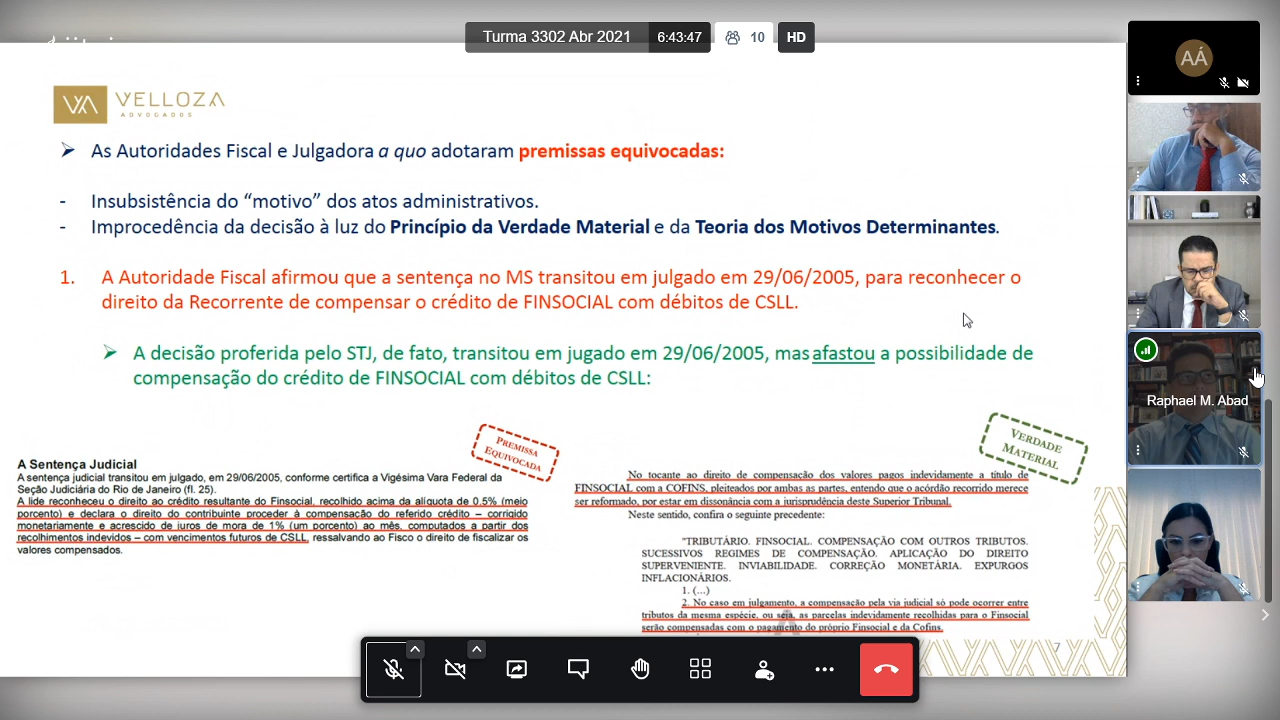 Turma 3302 Abr 2021 6:43:47 10 HD
VELLOZA
ADVOGADOS
As Autoridades Fiscal e Julgadora a quo adotaram premissas equivocadas:
- Insubsistência do “motivo” dos atos administrativos.
- Improcedência da decisão à luz do Princípio da Verdade Material e da Teoria dos Motivos Determinantes.
1. A Autoridade Fiscal afirmou que a sentença no MS transitou em julgado em 29/06/2005, para reconhecer o
direito da Recorrente de compensar o crédito de FINSOCIAL com débitos de CSLL.
A decisão proferida pelo STJ, de fato, transitou em jugado em 29/06/2005, mas afastou a possibilidade de
compensação do crédito de FINSOCIAL com débitos de CSLL:
PREMISSA
EQUIVOCADA
A Sentença Judicial
A sentença judicial transitou em julgado, em 29/06/2005, conforme certifica a Vigésima Vara Federal da
Seção Judiciária do Rio de Janeiro (fl. 25).
A lide reconheceu o direito ao crédito resultante do Finsocial, recolhido acima da alíquota de 0.5% (meio
porcento) e declara o direito do contribuinte proceder à compensação do referido crédito – corrigido
monetariamente e acrescido de juros de mora de 1% (um porcento) ao mês, computados a partir dos
recolhimentos indevidos – com vencimentos futuros de CSLL, ressalvando ao Fisco o direito de fiscalizar os
valores compensados.
VERDADE
MATERIAL
No tocante ao direito de compensação dos valores pagos indevidamente a título de
FINSOCIAL com a COFINS, pleiteados por ambas as partes, entendo que o acórdão recorrido merece
ser reformado, por estar em dissonância com a jurisprudência deste Superior Tribunal.
Neste sentido, confira o seguinte precedente:
"TRIBUTÁRIO. FINSOCIAL. COMPENSAÇÃO COM OUTROS TRIBUTOS.
SUCESSIVOS REGIMES DE COMPENSAÇÃO. APLICAÇÃO DO DIREITO
SUPERVENIENTE. INVIABILIDADE. CORREÇÃO MONETÁRIA. EXPURGOS
INFLACIONÁRIOS.
1. (...)
2. No caso em julgamento, a compensação pela via judicial só pode ocorrer entre
tributos da mesma espécie, ou seja, as parcelas indevidamente recolhidas para o Finsocial
serão compensadas com o pagamento do próprio Finsocial e da Cofins.
7
AÁ
Raphael M. Abad